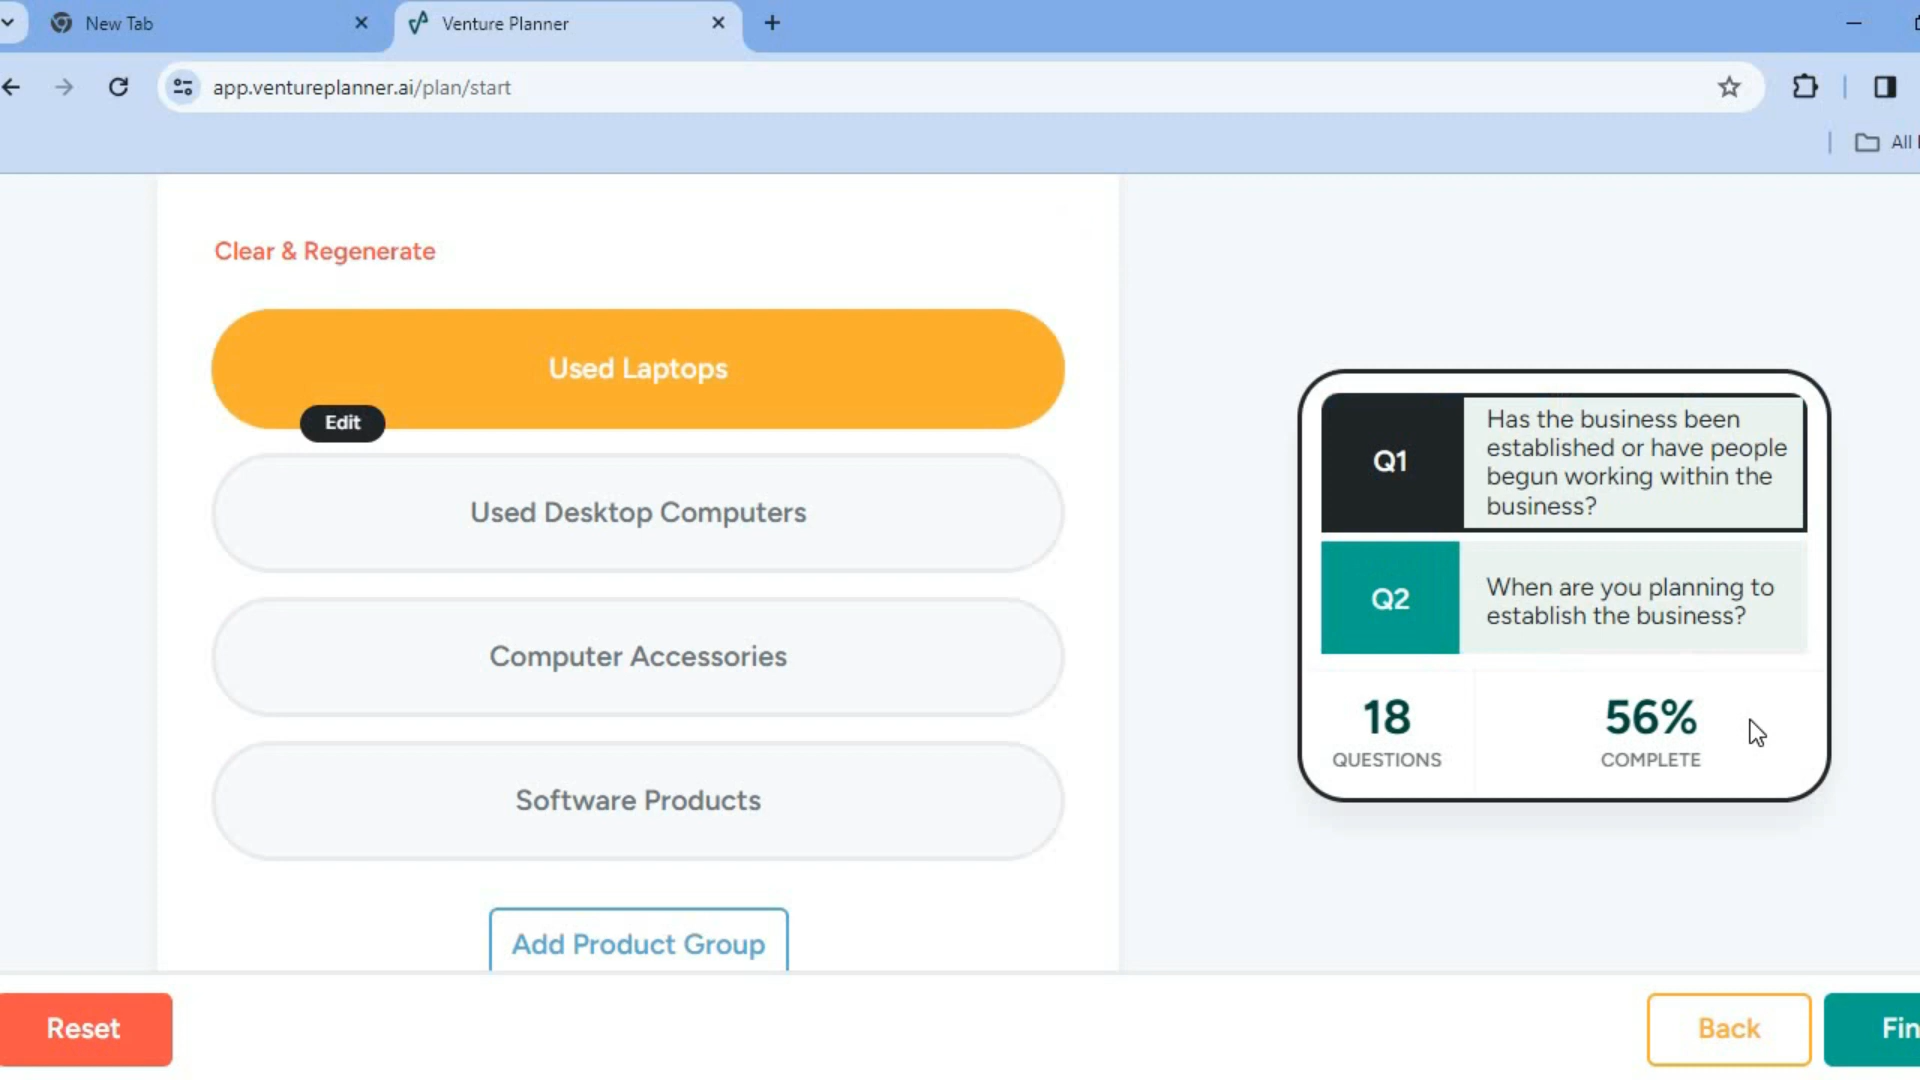 New Tab
Venture Planner
app.ventureplanner.ai/plan/start
All
Clear & Regenerate
Used Laptops
Edit
Used Desktop Computers
Computer Accessories
Software Products
Add Product Group
Q1
Has the business been
established or have people
begun working within the
business?
Q2
When are you planning to
establish the business?
18
QUESTIONS
56%
COMPLETE
Reset
Back
Fin